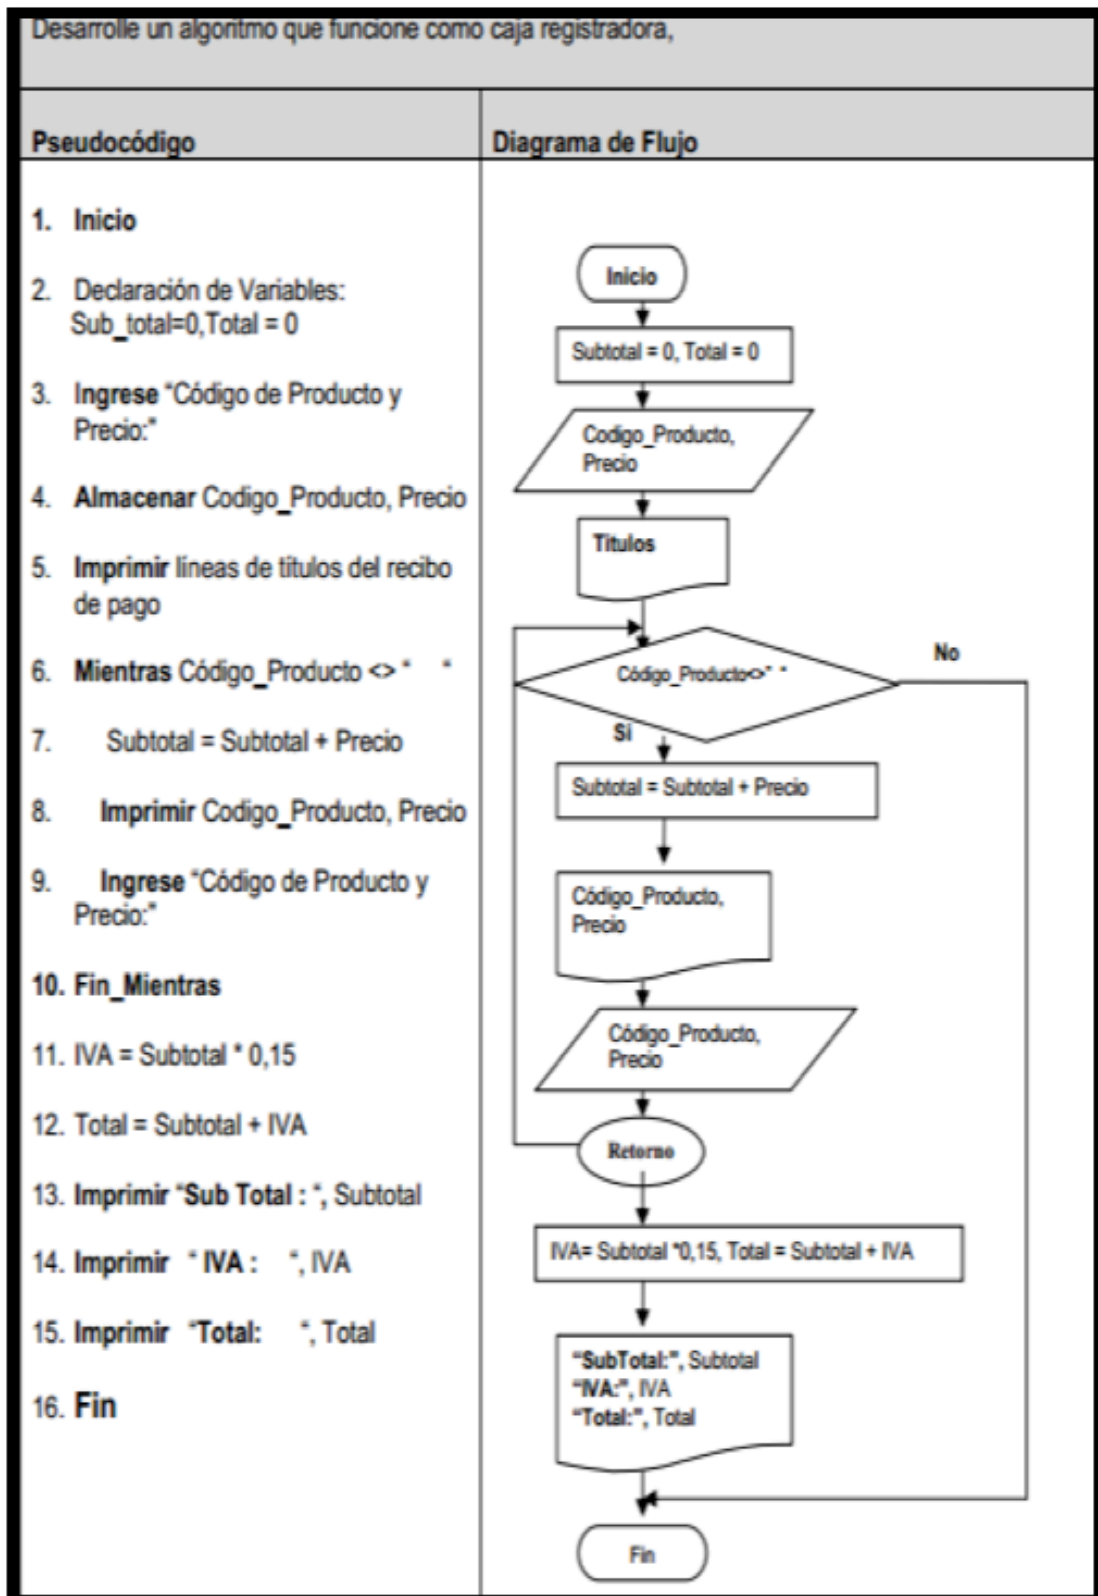 Desarrolle un algoritmo que funcione como caja registradora,
Pseudocódigo
1. Inicio
2. Declaración de Variables:
Sub_total=0,Total = 0
3. Ingrese “Código de Producto y
Precio:”
4. Almacenar Codigo_Producto, Precio
5. Imprimir líneas de títulos del recibo
de pago
6. Mientras Código_Producto <> “ “
7. Subtotal = Subtotal + Precio
8. Imprimir Codigo_Producto, Precio
9. Ingrese “Código de Producto y
Precio:”
10. Fin_Mientras
11. IVA = Subtotal * 0,15
12. Total = Subtotal + IVA
13. Imprimir “Sub Total : “, Subtotal
14. Imprimir “ IVA : “, IVA
15. Imprimir “Total: “, Total
16. Fin
Diagrama de Flujo
Inicio
Subtotal = 0, Total = 0
Codigo_Producto,
Precio
Títulos
Código_Producto<>“ “
No
Sí
Subtotal = Subtotal + Precio
Código_Producto,
Precio
Código_Producto,
Precio
Retorno
IVA= Subtotal *0,15, Total = Subtotal + IVA
“SubTotal:”, Subtotal
“IVA:”, IVA
“Total:”, Total
Fin